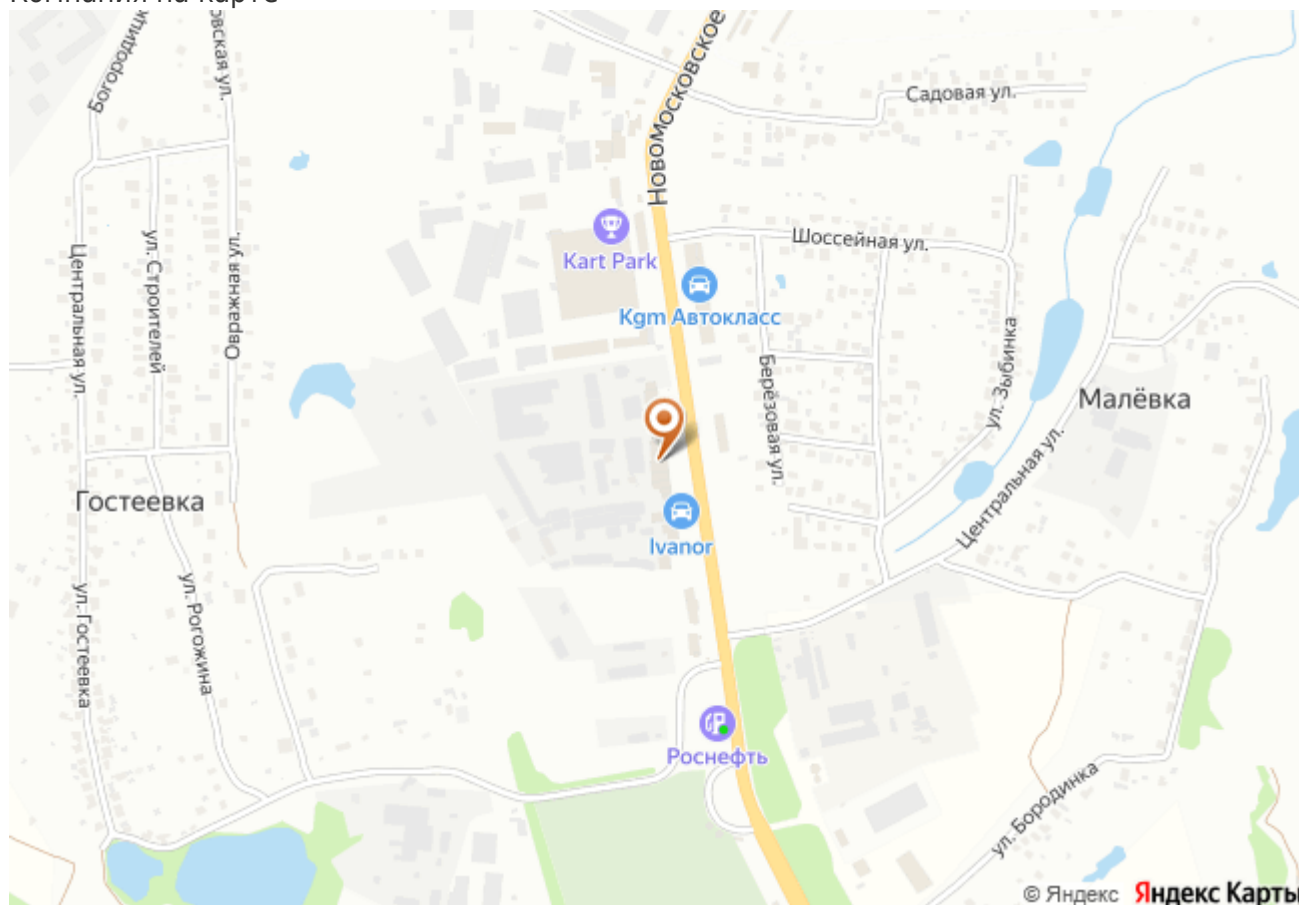 Компания на карте
Богородицк
овская ул.
Новомосковское
Садовая ул.
Kart Park
Шоссейная ул.
Kgm Автокласс
Центральная ул.
ул. Строителей
Овражная ул.
Берёзовая ул.
ул. Зыбинка
Малёвка
Центральная ул.
Гостеевка
Ivanor
ул. Гостеевка
ул. Рогожина
Роснефть
ул. Бородинка
© Яндекс Яндекс Карты